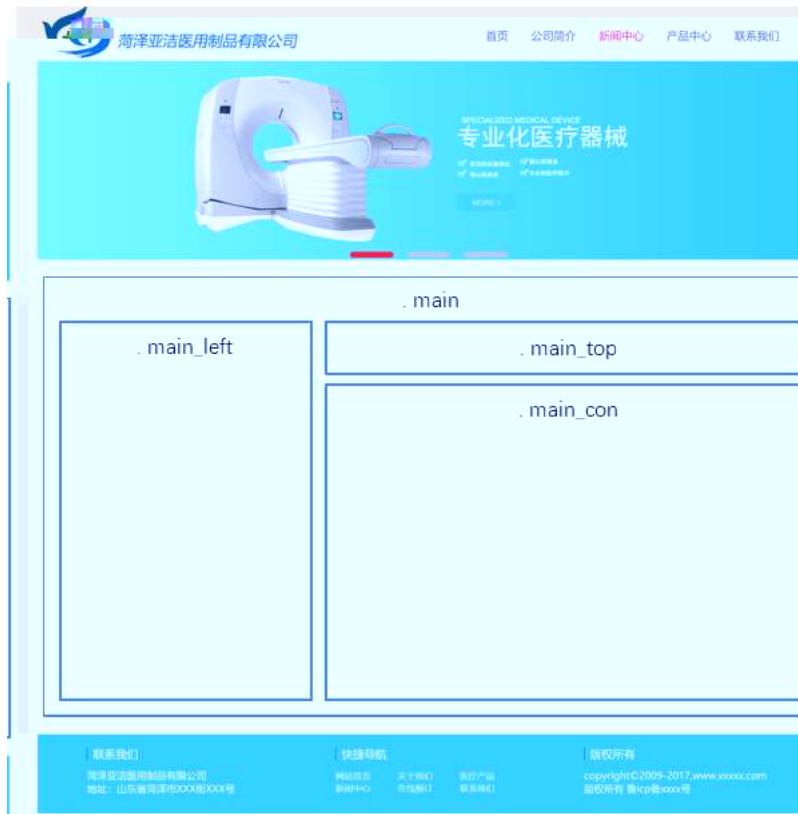 菏泽亚洁医用制品有限公司
首页 公司简介 新闻中心 产品中心 联系我们
SPECIALIZED MEDICAL DEVICE
专业化医疗器械
MORE >
. main
. main_left
. main_top
. main_con
联系我们
菏泽亚洁医用制品有限公司
地址：山东省菏泽市XXX街XXX号
快捷导航
网站首页 关于我们 医疗产品
新闻中心 在线预订 联系我们
版权所有
copyright©2009-2017,www.xxxxx.com
版权所有 鲁icp备xxxx号